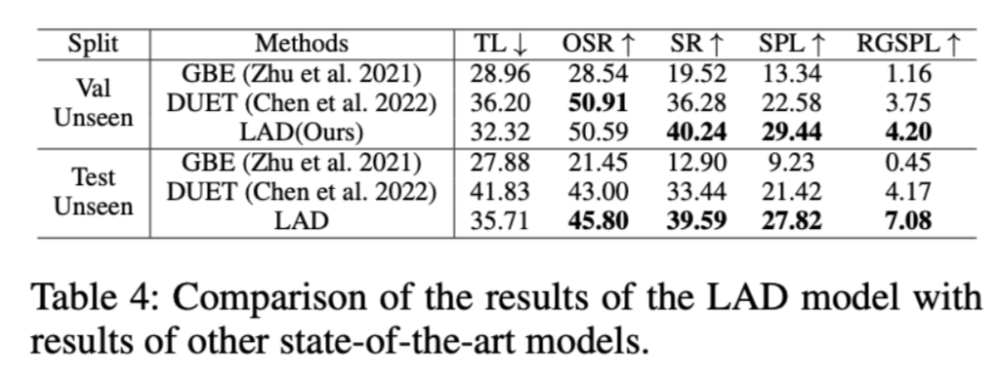 Split Methods TL ↓ OSR ↑ SR ↑ SPL ↑ RGSPL ↑
Val Unseen
GBE (Zhu et al. 2021) 28.96 28.54 19.52 13.34 1.16
DUET (Chen et al. 2022) 36.20 50.91 36.28 22.58 3.75
LAD(Ours) 32.32 50.59 40.24 29.44 4.20
Test Unseen
GBE (Zhu et al. 2021) 27.88 21.45 12.90 9.23 0.45
DUET (Chen et al. 2022) 41.83 43.00 33.44 21.42 4.17
LAD 35.71 45.80 39.59 27.82 7.08
Table 4: Comparison of the results of the LAD model with
results of other state-of-the-art models.